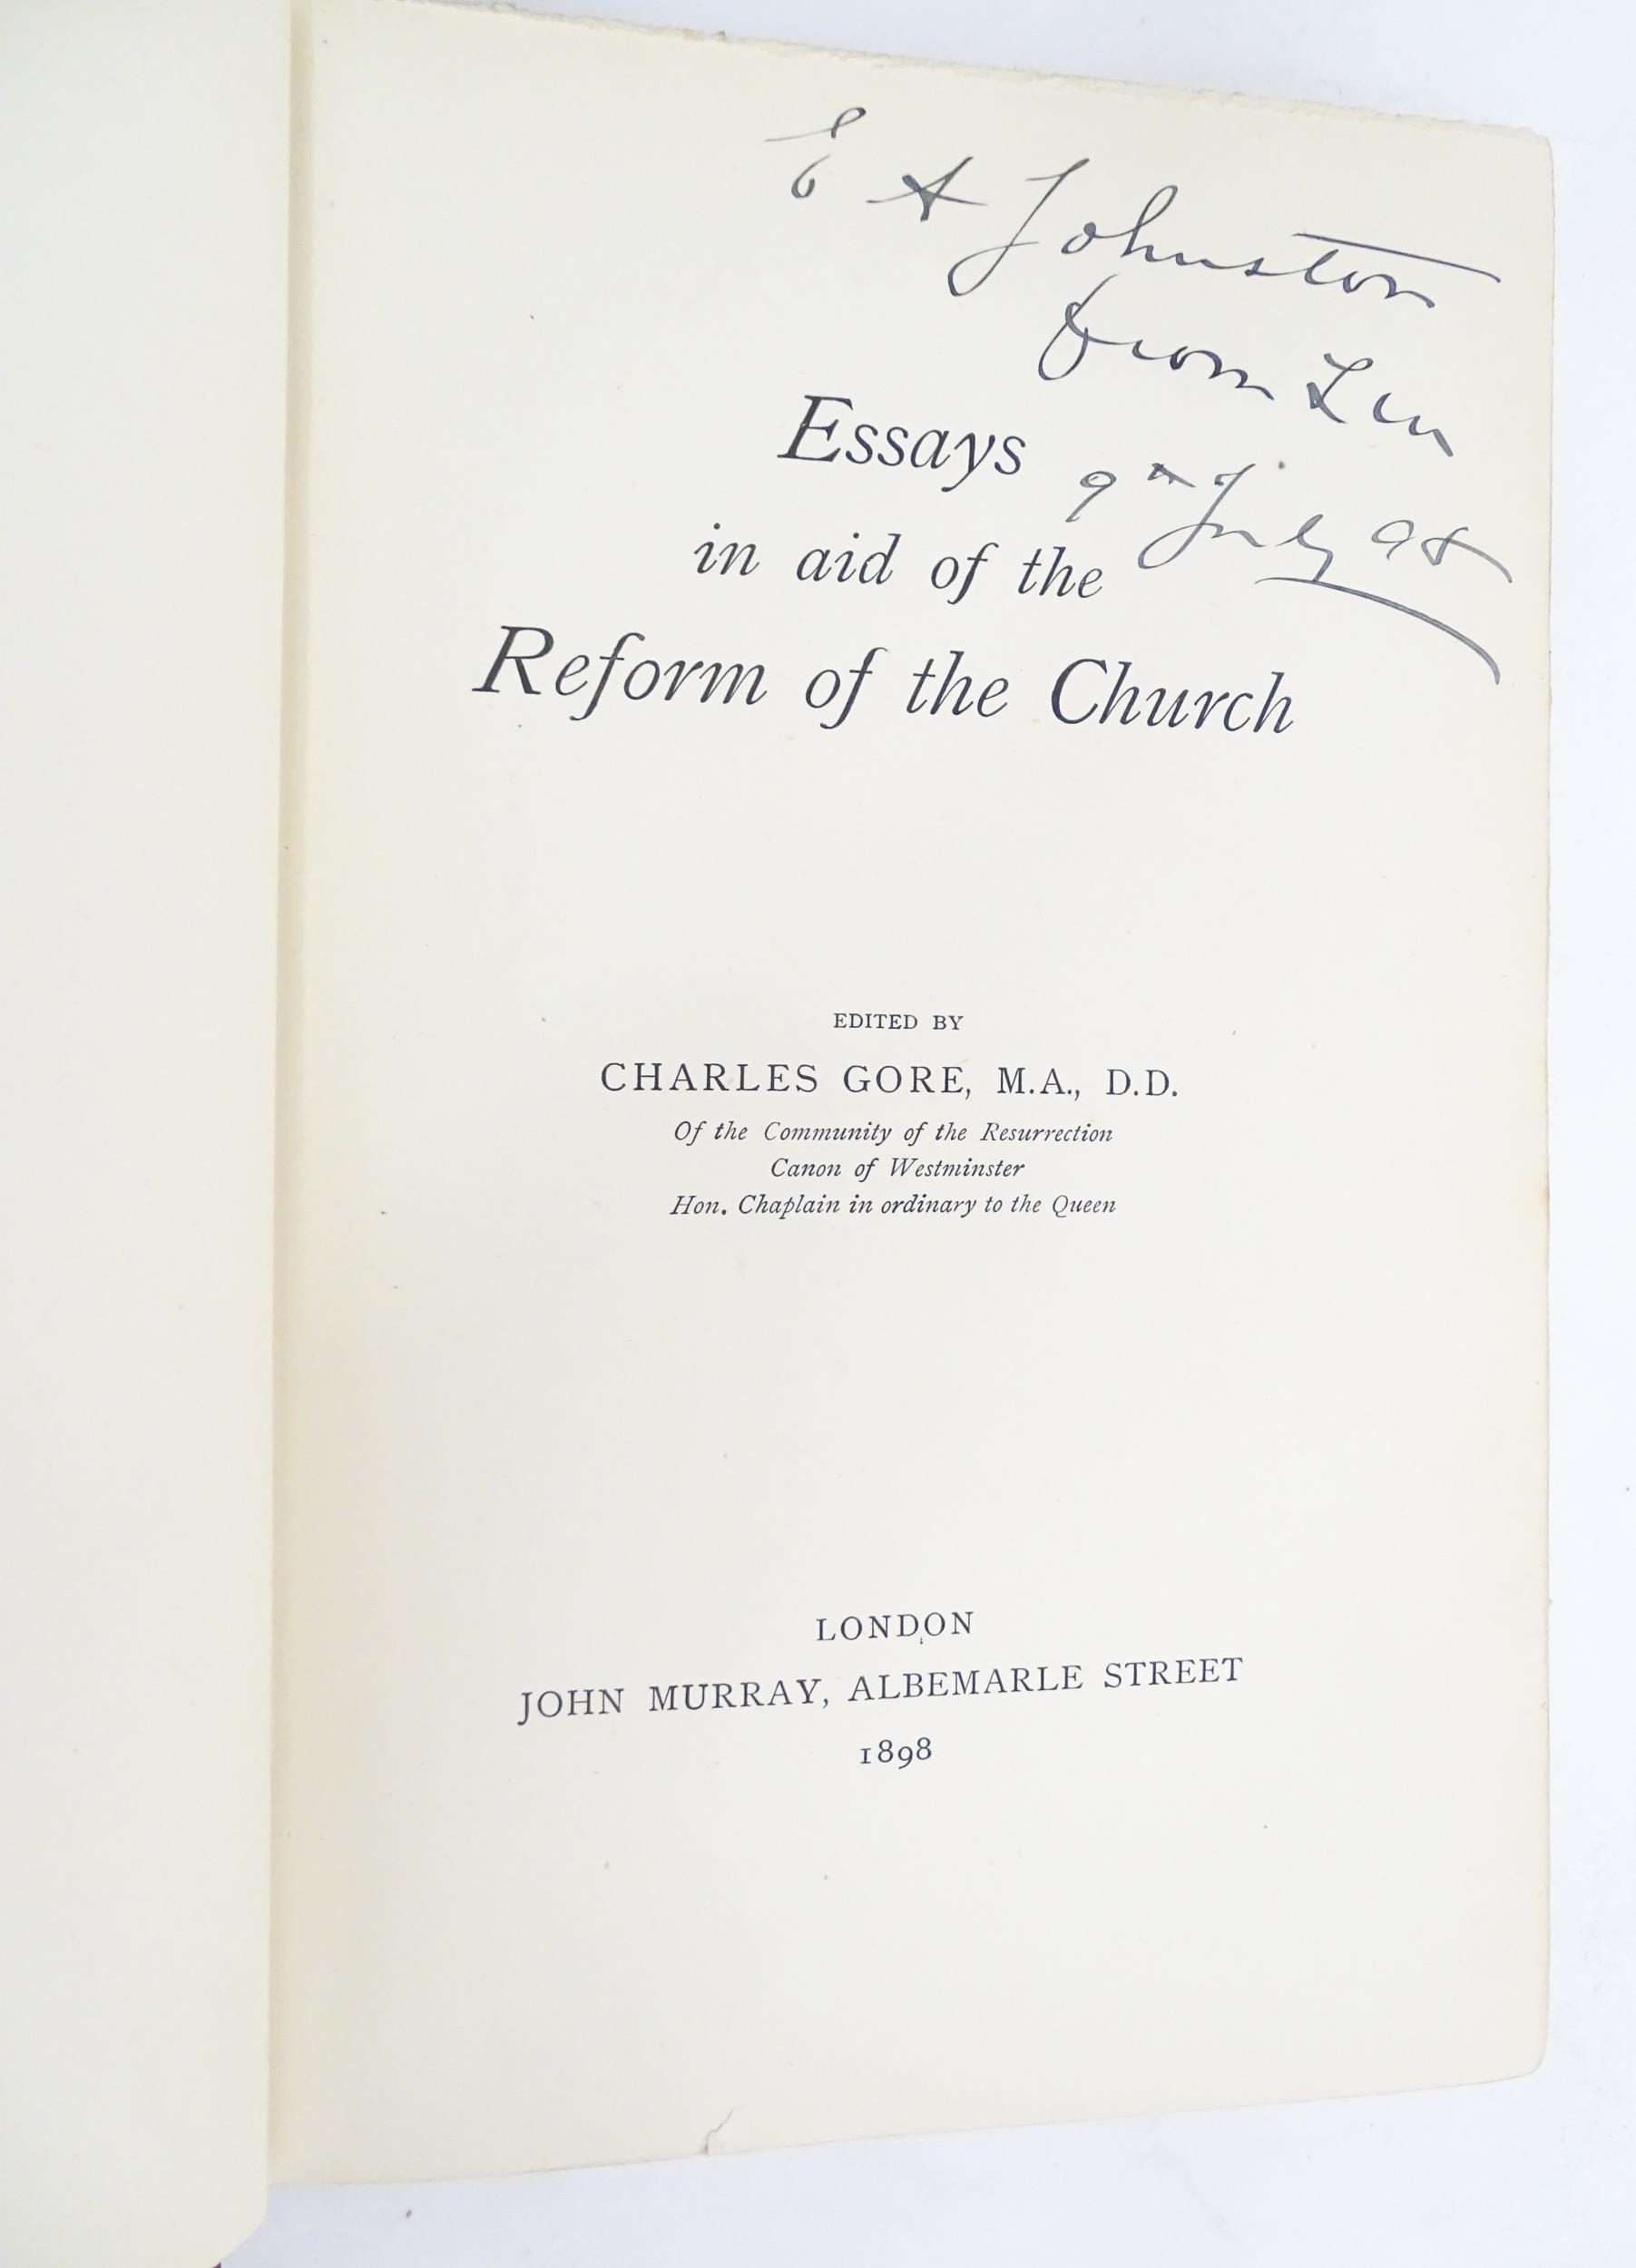 E A Johnston
from Len
9th July 98
Essays
in aid of the
Reform of the Church
EDITED BY
CHARLES GORE, M.A., D.D.
Of the Community of the Resurrection
Canon of Westminster
Hon. Chaplain in ordinary to the Queen
LONDON
JOHN MURRAY, ALBEMARLE STREET
1898